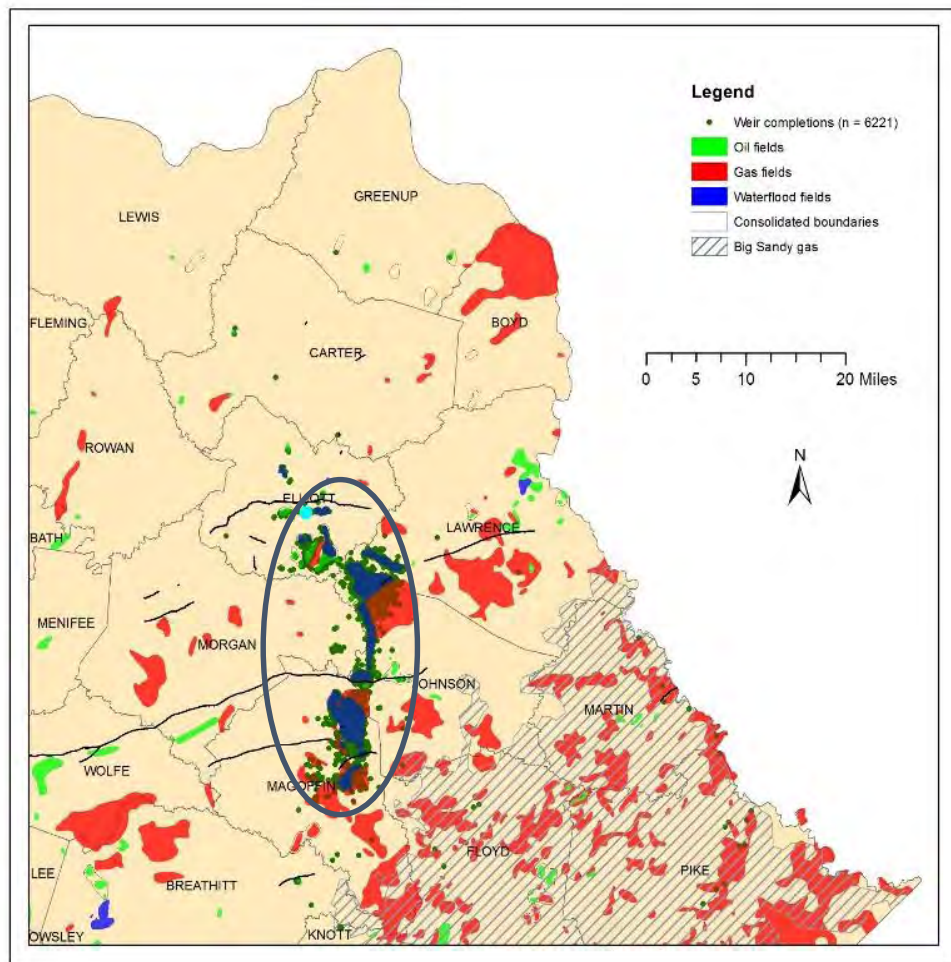 Legend
Weir completions (n = 6221)
Oil fields
Gas fields
Waterflood fields
Consolidated boundaries
Big Sandy gas
GREENUP
LEWIS
FLEMING
BOYD
CARTER
0 5 10 20 Miles
ROWAN
N
ELLIOTT
LAWRENCE
BATH
MENIFEE
MORGAN
OHNSON
MARTIN
WOLFE
MAGOFFIN
FLOYD
PIKE
LEE
BREATHITT
OWSLEY
KNOTT